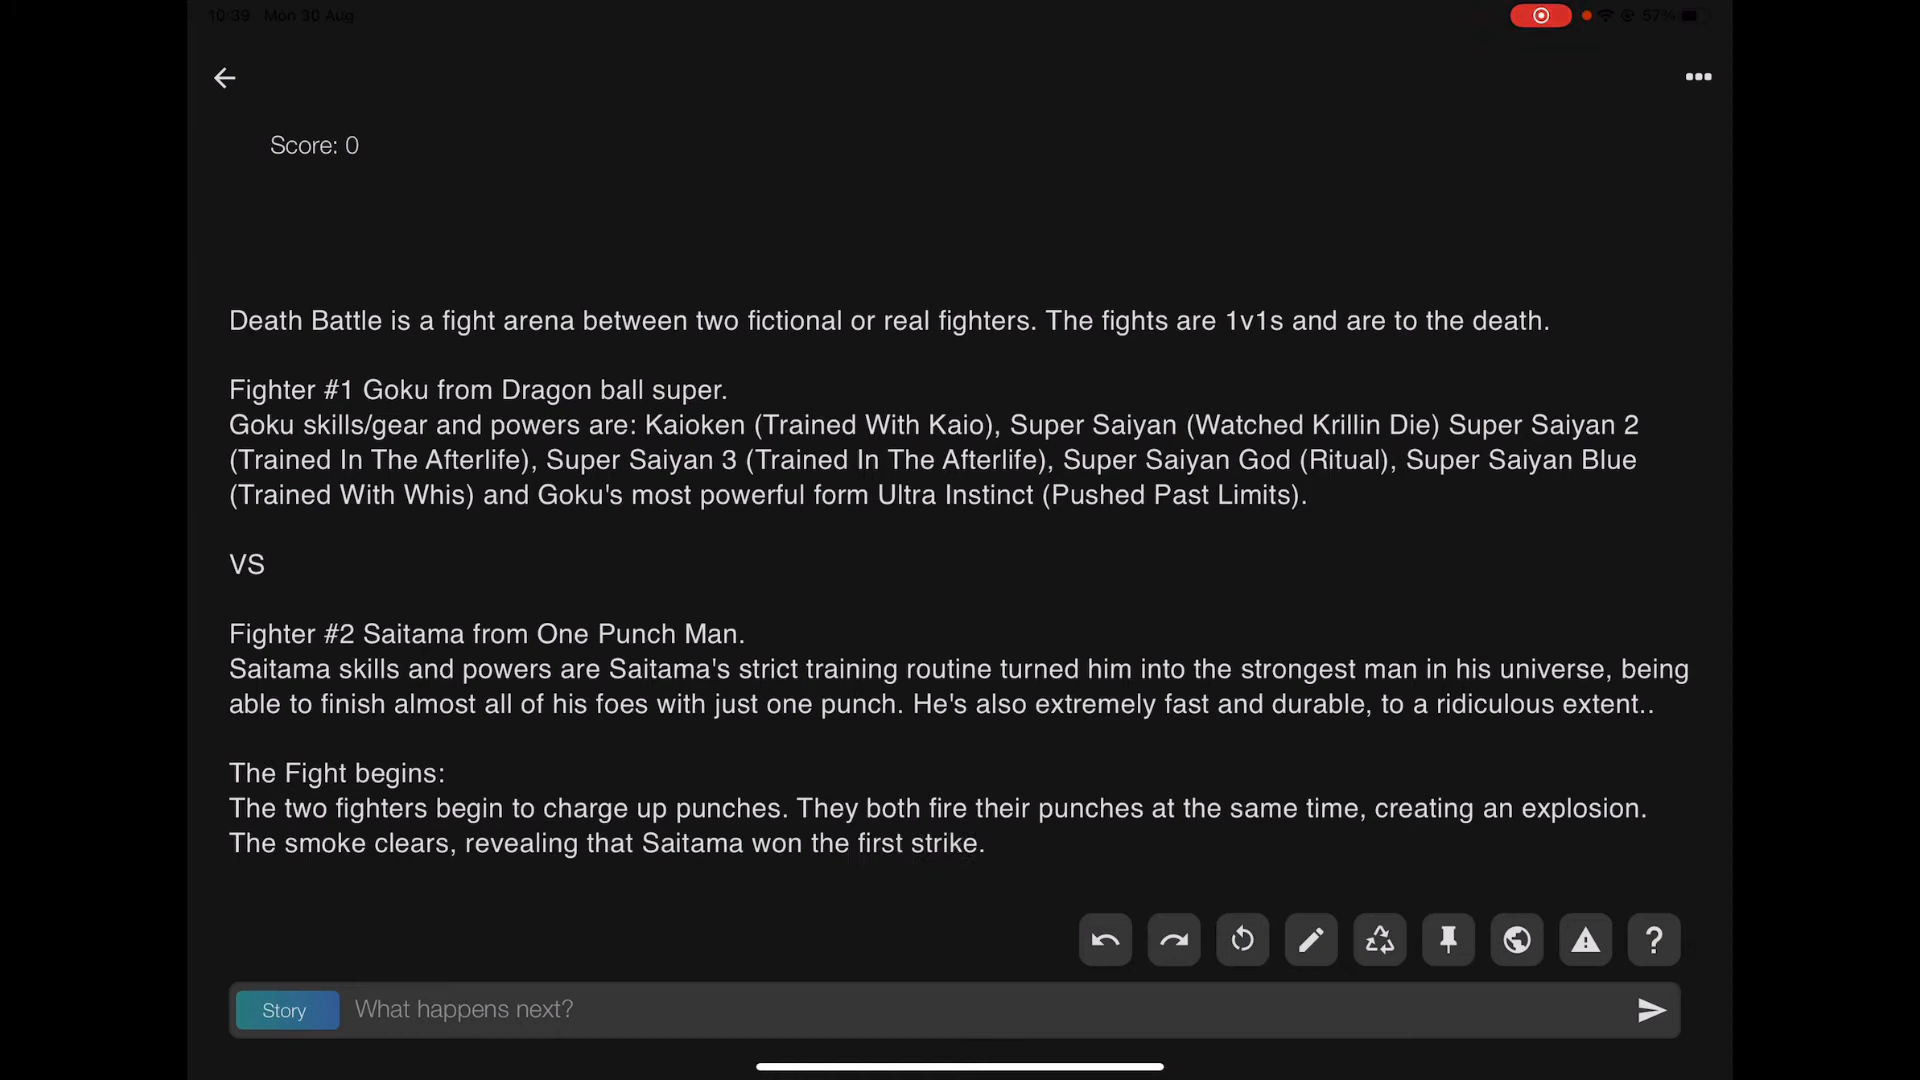 10:39 Mon 30 Aug
57%
Score: 0
Death Battle is a fight arena between two fictional or real fighters. The fights are 1v1s and are to the death.
Fighter #1 Goku from Dragon ball super.
Goku skills/gear and powers are: Kaioken (Trained With Kaio), Super Saiyan (Watched Krillin Die) Super Saiyan 2
(Trained In The Afterlife), Super Saiyan 3 (Trained In The Afterlife), Super Saiyan God (Ritual), Super Saiyan Blue
(Trained With Whis) and Goku's most powerful form Ultra Instinct (Pushed Past Limits).
VS
Fighter #2 Saitama from One Punch Man.
Saitama skills and powers are Saitama's strict training routine turned him into the strongest man in his universe, being
able to finish almost all of his foes with just one punch. He's also extremely fast and durable, to a ridiculous extent..
The Fight begins:
The two fighters begin to charge up punches. They both fire their punches at the same time, creating an explosion.
The smoke clears, revealing that Saitama won the first strike.
?
Story What happens next?